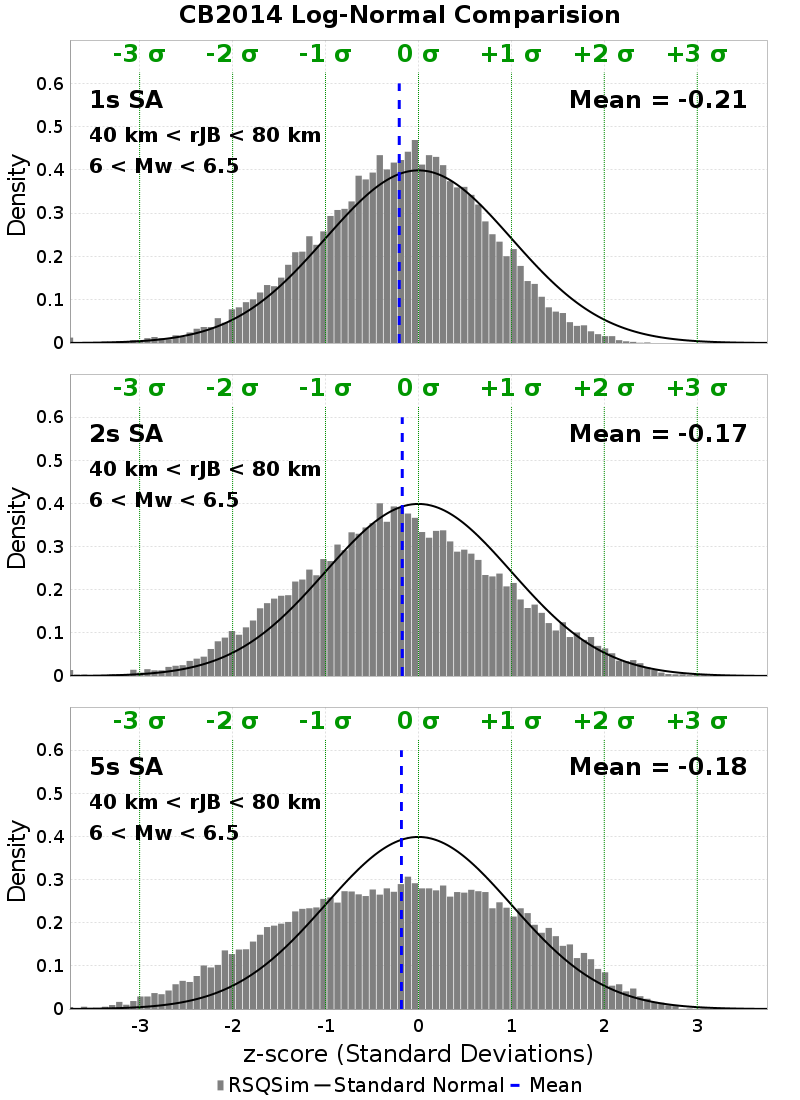 CB2014 Log-Normal Comparision
-3 σ -2 σ -1 σ 0 σ +1 σ +2 σ +3 σ
1s SA Mean = -0.21
40 km < rJB < 80 km
6 < Mw < 6.5
0.6
0.5
0.4
0.3
0.2
0.1
0
Density
-3 σ -2 σ -1 σ 0 σ +1 σ +2 σ +3 σ
2s SA Mean = -0.17
40 km < rJB < 80 km
6 < Mw < 6.5
0.6
0.5
0.4
0.3
0.2
0.1
0
Density
-3 σ -2 σ -1 σ 0 σ +1 σ +2 σ +3 σ
5s SA Mean = -0.18
40 km < rJB < 80 km
6 < Mw < 6.5
0.6
0.5
0.4
0.3
0.2
0.1
0
Density
-3 -2 -1 0 1 2 3
z-score (Standard Deviations)
RSQSim Standard Normal Mean